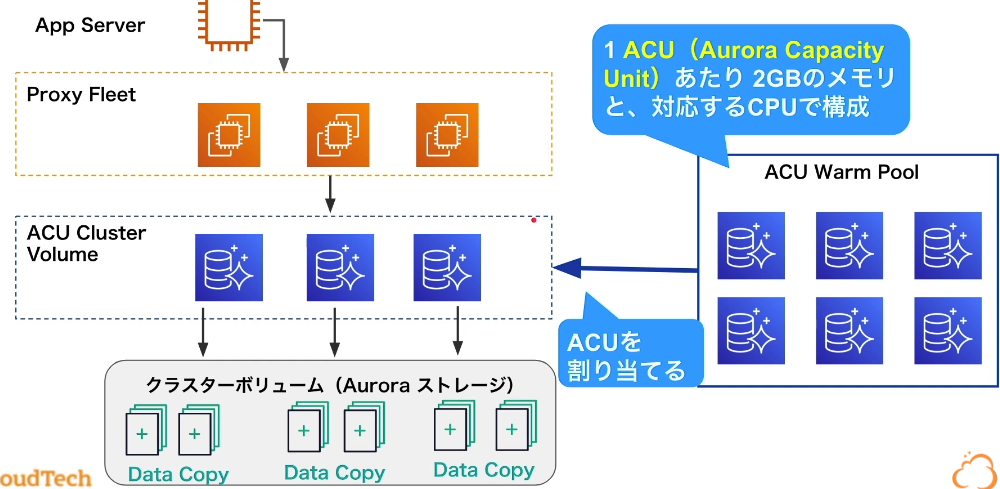 App Server
Proxy Fleet
1 ACU（Aurora Capacity
Unit）あたり 2GBのメモリ
と、対応するCPUで構成
ACU Warm Pool
ACU Cluster
Volume
ACUを
割り当てる
クラスターボリューム（Aurora ストレージ）
Data Copy
Data Copy
Data Copy
oudTech